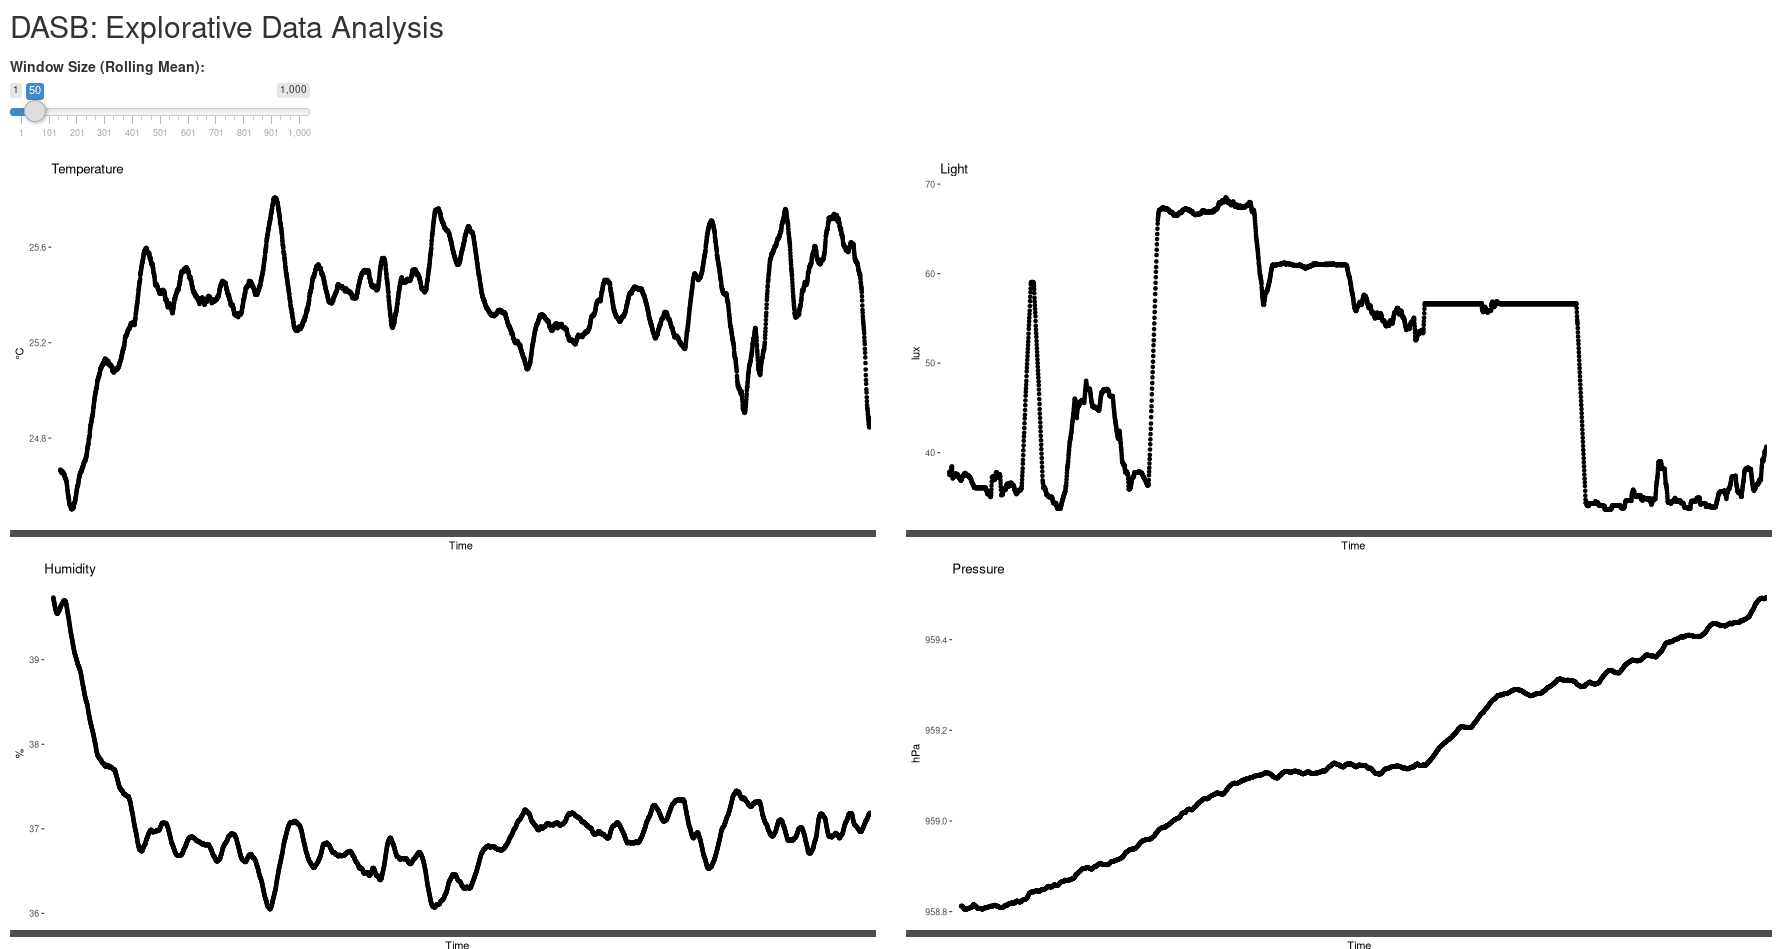 DASB: Explorative Data Analysis
Window Size (Rolling Mean):
1 50 1,000
1 101 201 301 401 501 601 701 801 901 1,000
Temperature
25.6
25.2
24.8
°C
Time
Light
70
60
50
40
lux
Time
Humidity
39
38
37
36
%
Time
Pressure
959.4
959.2
959.0
958.8
hPa
Time